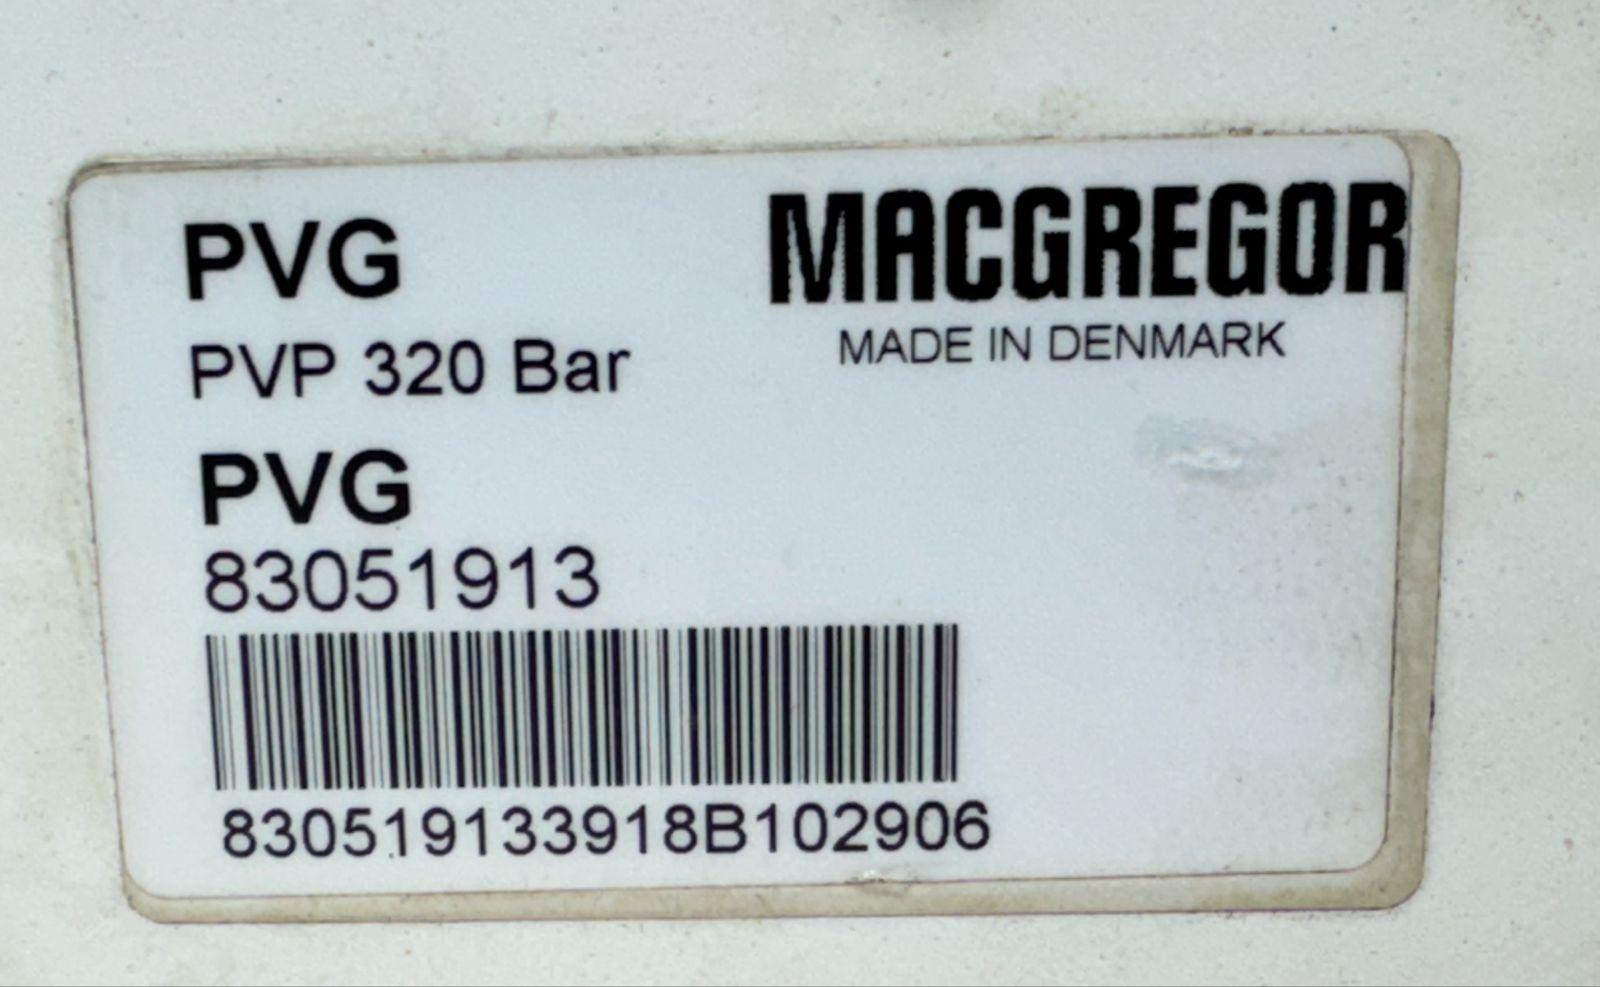 PVG
MACGREGOR
PVP 320 Bar
MADE IN DENMARK
PVG
83051913
830519133918B102906